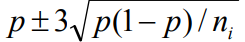 p ± 3√p(1 − p) / nᵢ